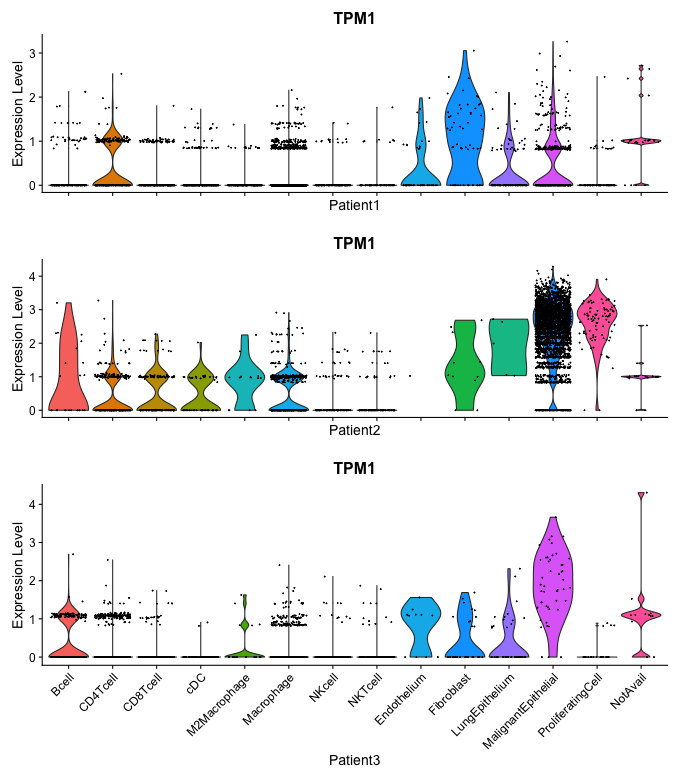 TPM1
Expression Level
3
2
1
0
Patient1
TPM1
Expression Level
4
3
2
1
0
Patient2
TPM1
Expression Level
4
3
2
1
0
Bcell
CD4Tcell
CD8Tcell
cDC
M2Macrophage
Macrophage
NKcell
NKTcell
Endothelium
Fibroblast
LungEpithelium
MalignantEpithelial
ProliferatingCell
NotAvail
Patient3